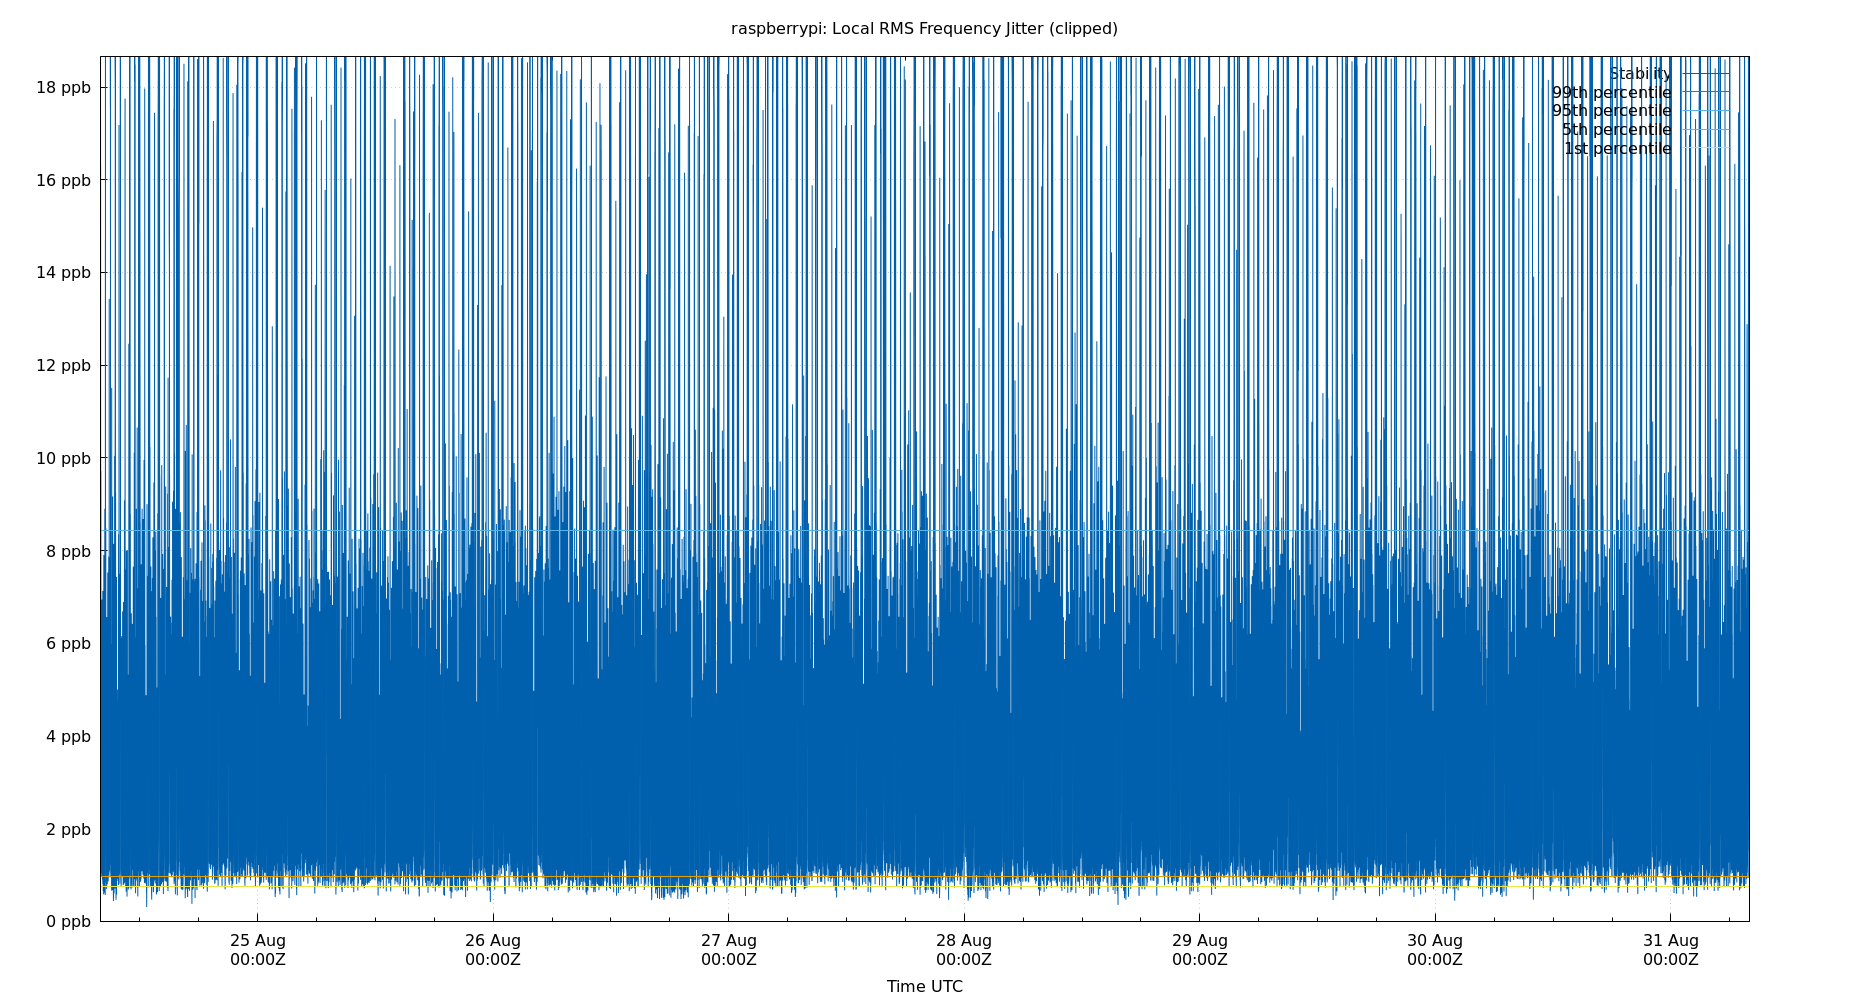 raspberrypi: Local RMS Frequency Jitter (clipped)
18 ppb
16 ppb
14 ppb
12 ppb
10 ppb
8 ppb
6 ppb
4 ppb
2 ppb
0 ppb
Stability
99th percentile
95th percentile
5th percentile
1st percentile
25 Aug
00:00Z
26 Aug
00:00Z
27 Aug
00:00Z
28 Aug
00:00Z
29 Aug
00:00Z
30 Aug
00:00Z
31 Aug
00:00Z
Time UTC